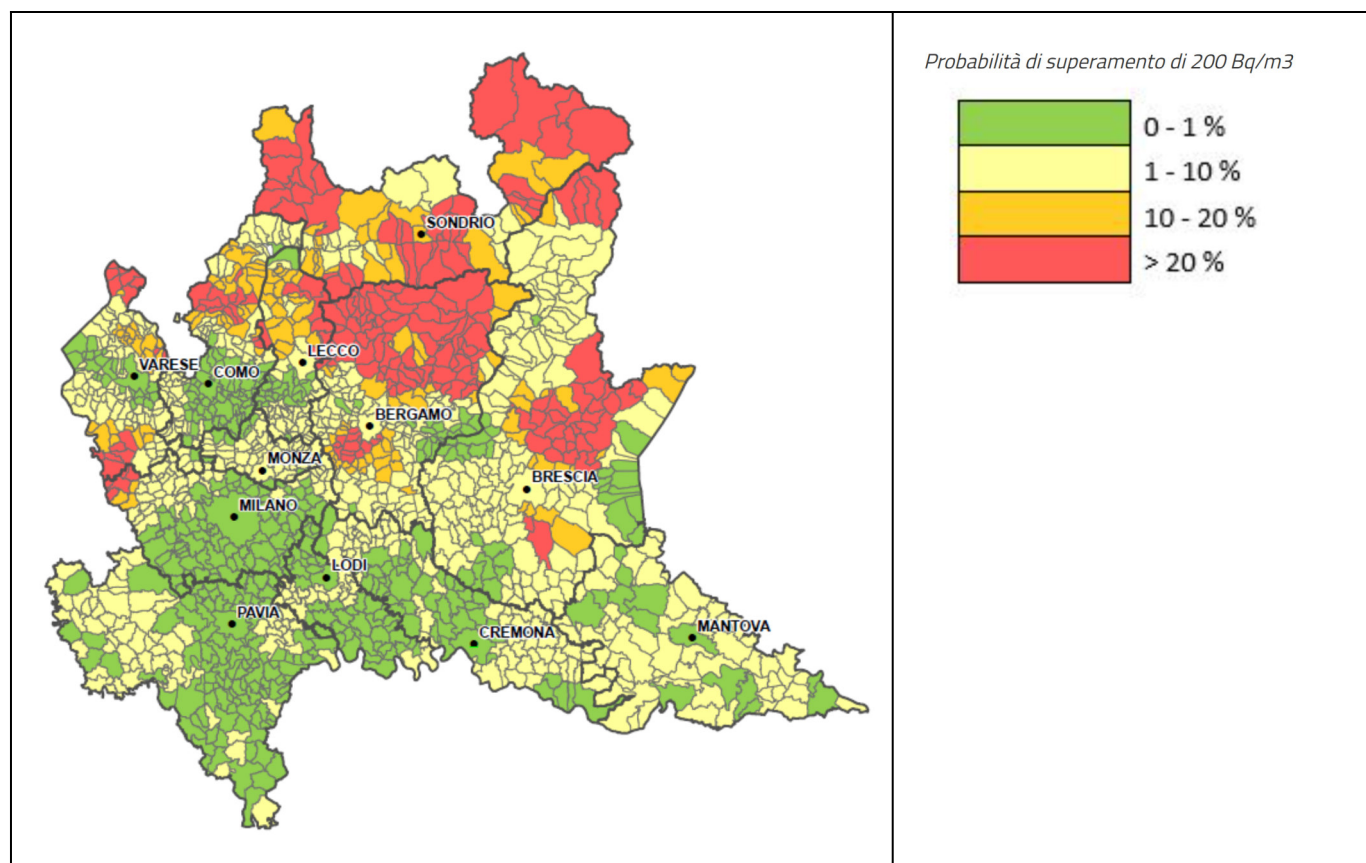 Probabilità di superamento di 200 Bq/m3
0 - 1 %
1 - 10 %
10 - 20 %
> 20 %
SONDRIO
LECCO
VARESE
COMO
BERGAMO
MONZA
BRESCIA
MILANO
LODI
PAVIA
CREMONA
MANTOVA